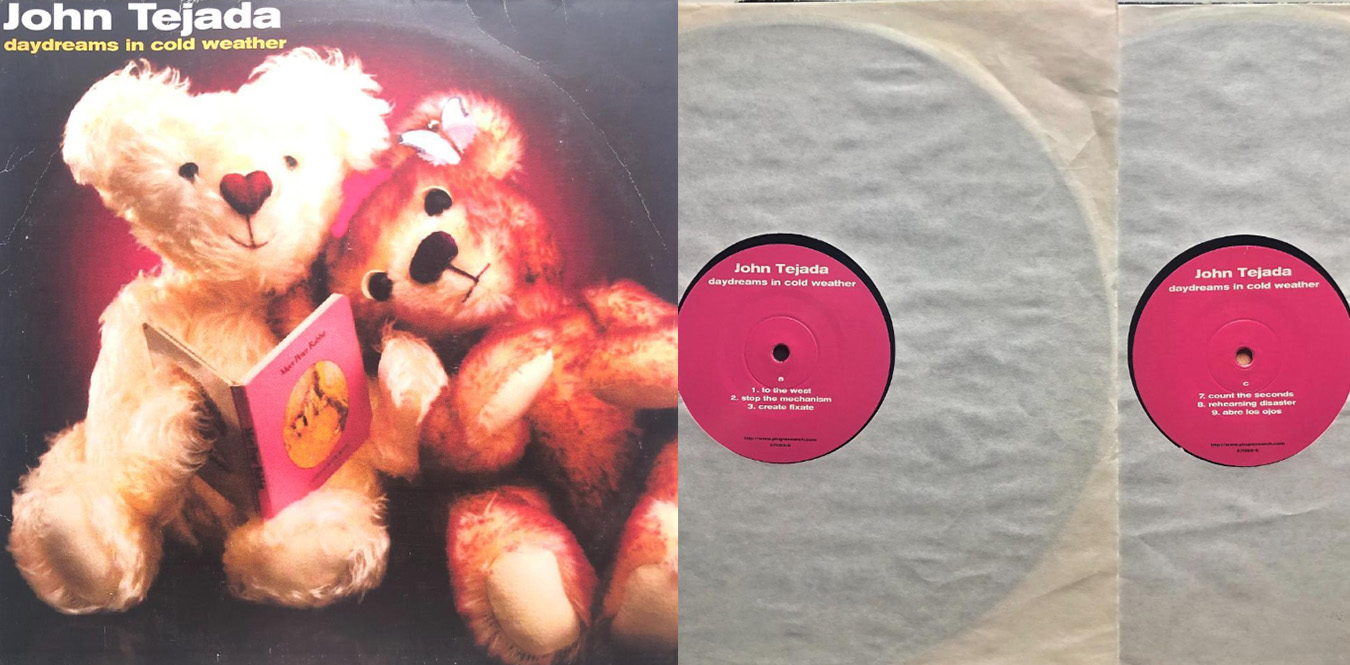 John Tejada
daydreams in cold weather
John Tejada
daydreams in cold weather
a
1. to the west
2. stop the mechanism
3. create fixate
John Tejada
daydreams in cold weather
c
7. count the seconds
8. rehearsing disaster
9. abre los ojos